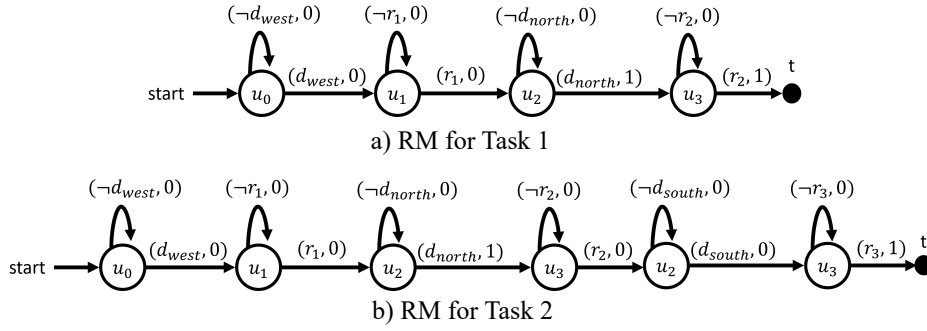 (¬d_west, 0) (¬r_1, 0) (¬d_north, 0) (¬r_2, 0)
t
start u_0 (d_west, 0) u_1 (r_1, 0) u_2 (d_north, 1) u_3 (r_2, 1)
a) RM for Task 1
(¬d_west, 0) (¬r_1, 0) (¬d_north, 0) (¬r_2, 0) (¬d_south, 0) (¬r_3, 0)
t
start u_0 (d_west, 0) u_1 (r_1, 0) u_2 (d_north, 1) u_3 (r_2, 0) u_2 (d_south, 0) u_3 (r_3, 1)
b) RM for Task 2